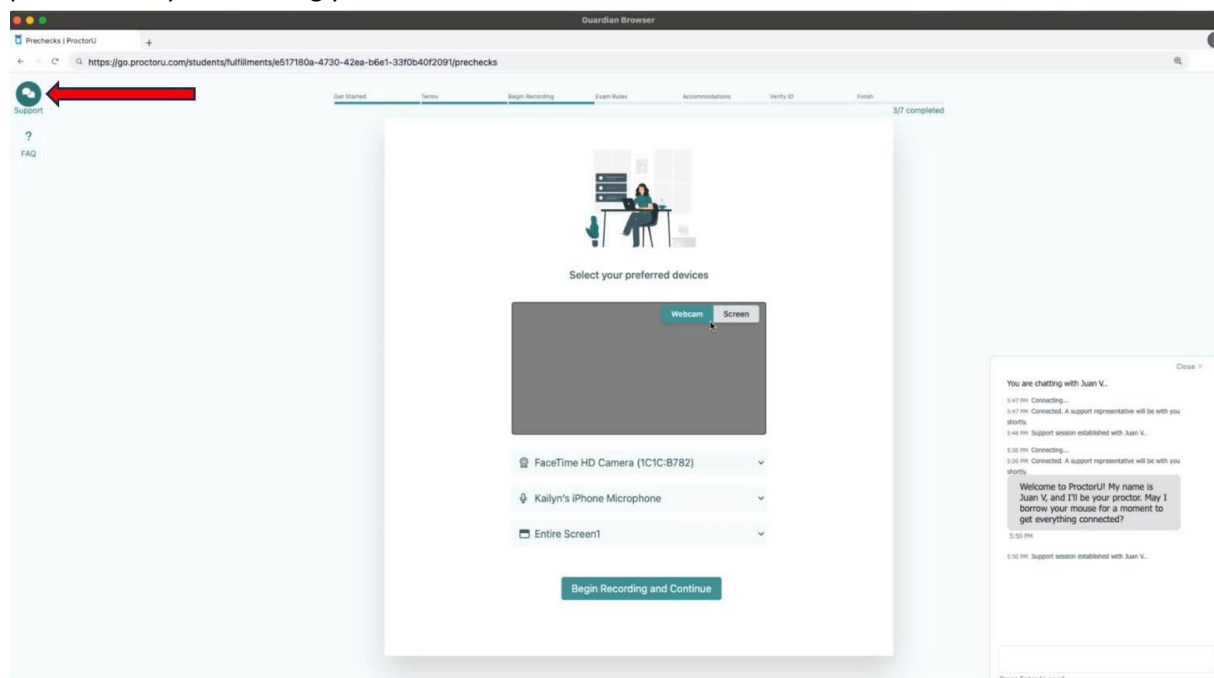 Guardian Browser
Prechecks | ProctorU
https://go.proctoru.com/students/fulfillments/e517180a-4730-42ea-b6e1-33f0b40f2091/prechecks
Support
?
FAQ
Get Started Terms Begin Recording Exam Rules Accommodations Verify ID Finish
3/7 completed
Select your preferred devices
Webcam Screen
FaceTime HD Camera (1C1C:B782)
Kailyn's iPhone Microphone
Entire Screen1
Begin Recording and Continue
Close ×
You are chatting with Juan V..
5:47 PM Connecting...
5:47 PM Connected. A support representative will be with you
shortly.
5:48 PM Support session established with Juan V..
5:50 PM Connecting...
5:50 PM Connected. A support representative will be with you
shortly.
Welcome to ProctorU! My name is
Juan V, and I'll be your proctor. May I
borrow your mouse for a moment to
get everything connected?
5:50 PM
5:50 PM Support session established with Juan V..